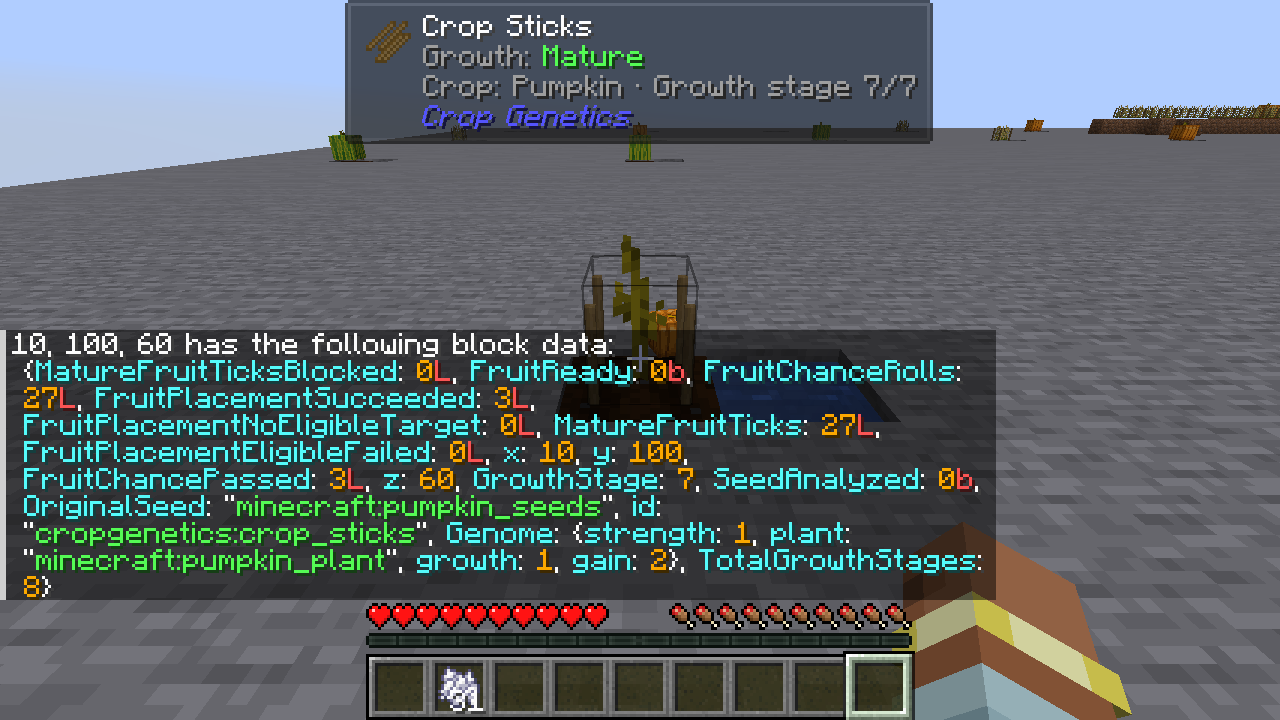 Crop Sticks
Growth: Mature
Crop: Pumpkin · Growth stage 7/7
Crop Genetics
10, 100, 60 has the following block data:
{MatureFruitTicksBlocked: 0L, FruitReady: 0b, FruitChanceRolls:
27L, FruitPlacementSucceeded: 3L,
FruitPlacementNoEligibleTarget: 0L, MatureFruitTicks: 27L,
FruitPlacementEligibleFailed: 0L, x: 10, y: 100,
FruitChancePassed: 3L, z: 60, GrowthStage: 7, SeedAnalyzed: 0b,
OriginalSeed: "minecraft:pumpkin_seeds", id:
"cropgenetics:crop_sticks", Genome: {strength: 1, plant:
"minecraft:pumpkin_plant", growth: 1, gain: 2}, TotalGrowthStages:
8}